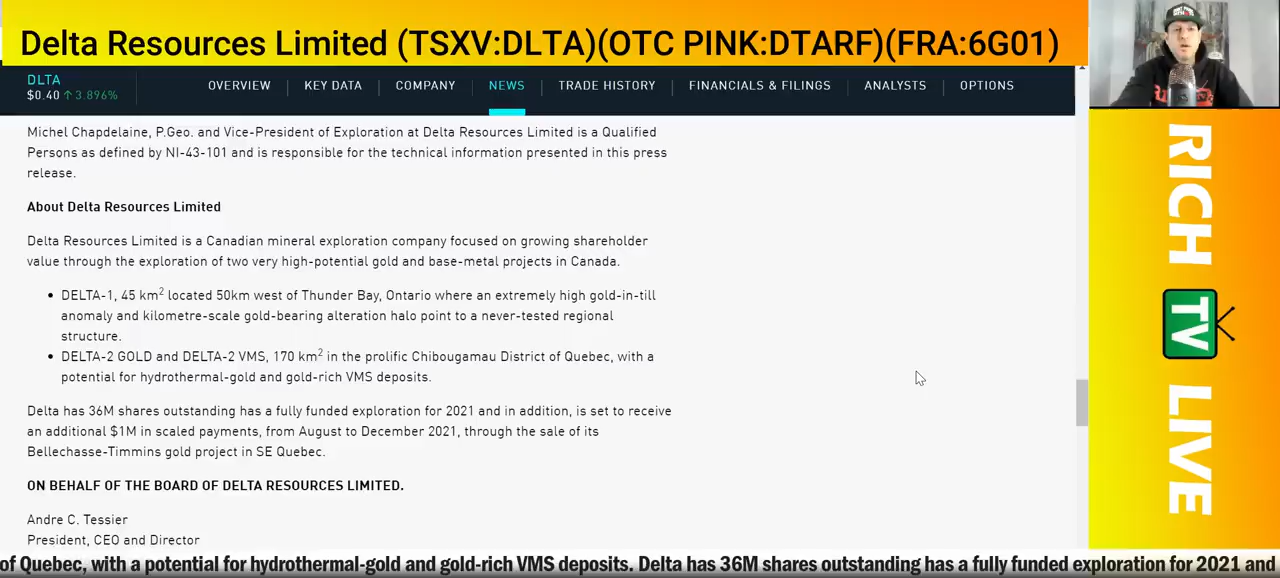 Delta Resources Limited (TSXV:DLTA)(OTC PINK:DTARF)(FRA:6G01)
DLTA
$0.40 ↑ 3.896%
OVERVIEW
KEY DATA
COMPANY
NEWS
TRADE HISTORY
FINANCIALS & FILINGS
ANALYSTS
OPTIONS
Michel Chapdelaine, P.Geo. and Vice-President of Exploration at Delta Resources Limited is a Qualified
Persons as defined by NI-43-101 and is responsible for the technical information presented in this press
release.
About Delta Resources Limited
Delta Resources Limited is a Canadian mineral exploration company focused on growing shareholder
value through the exploration of two very high-potential gold and base-metal projects in Canada.
• DELTA-1, 45 km² located 50km west of Thunder Bay, Ontario where an extremely high gold-in-till
anomaly and kilometre-scale gold-bearing alteration halo point to a never-tested regional
structure.
• DELTA-2 GOLD and DELTA-2 VMS, 170 km² in the prolific Chibougamau District of Quebec, with a
potential for hydrothermal-gold and gold-rich VMS deposits.
Delta has 36M shares outstanding has a fully funded exploration for 2021 and in addition, is set to receive
an additional $1M in scaled payments, from August to December 2021, through the sale of its
Bellechasse-Timmins gold project in SE Quebec.
ON BEHALF OF THE BOARD OF DELTA RESOURCES LIMITED.
Andre C. Tessier
President, CEO and Director
of Quebec, with a potential for hydrothermal-gold and gold-rich VMS deposits. Delta has 36M shares outstanding has a fully funded exploration for 2021 and
RICH
TV
LIVE